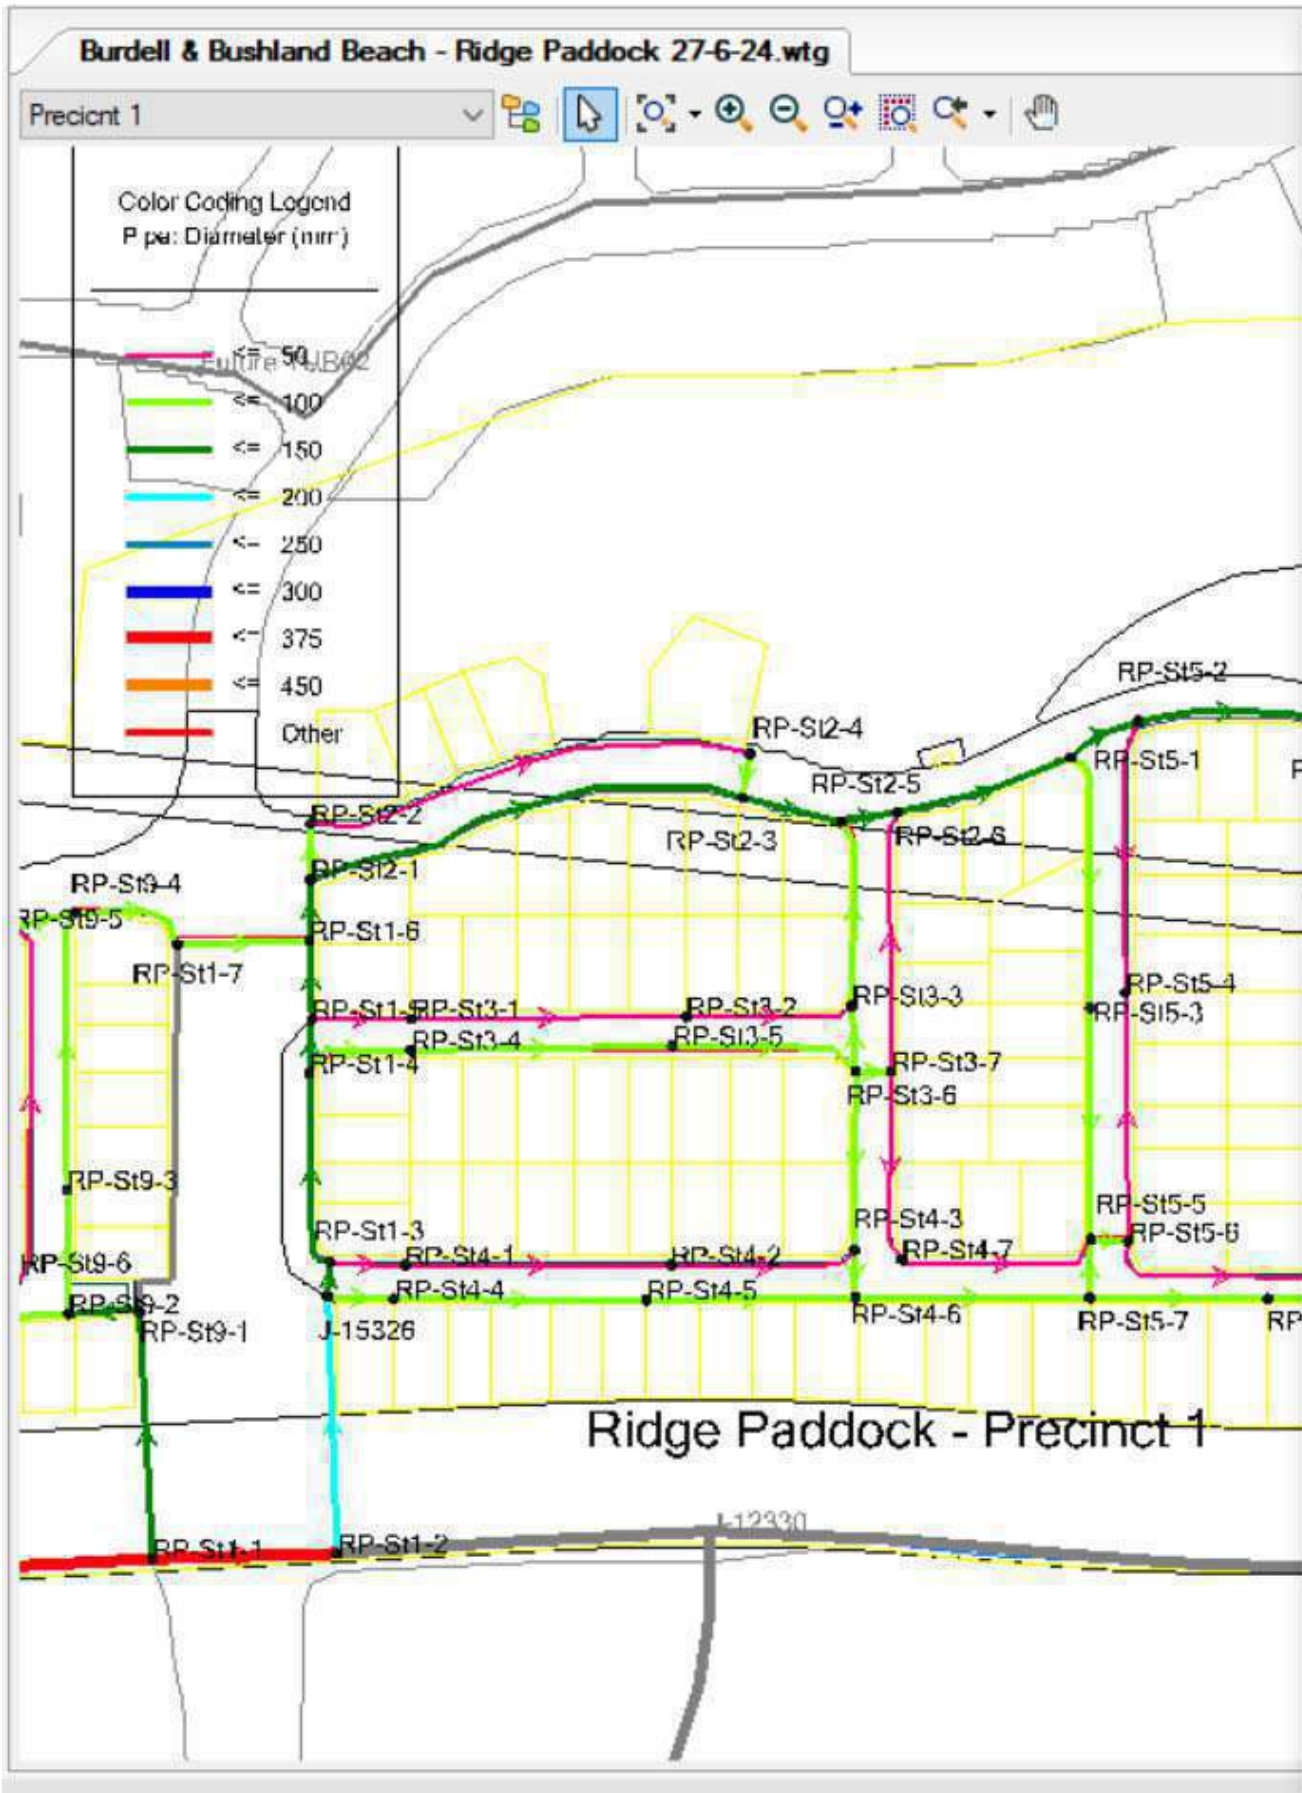 Burdell & Bushland Beach - Ridge Paddock 27-6-24.wtg
Precicnt 1
Color Coding Legend
Pipe: Diameter (mm)
<= 50
<= 100
<= 150
<= 200
<= 250
<= 300
<= 375
<= 450
Other
RP-St5-2
RP-St2-4
RP-St5-1
RP-St2-5
RP-St2-2
RP-St2-3
RP-St2-6
RP-St2-1
RP-St9-4
RP-St9-5
RP-St1-6
RP-St1-7
RP-St5-4
RP-St3-3
RP-St1-5
RP-St3-1
RP-St3-2
RP-St5-3
RP-St3-4
RP-St3-5
RP-St1-4
RP-St3-7
RP-St3-6
RP-St9-3
RP-St5-5
RP-St4-3
RP-St1-3
RP-St5-6
RP-St4-1
RP-St4-2
RP-St4-7
RP-St9-6
RP-St4-4
RP-St4-5
RP-St9-2
RP-St4-6
RP-St5-7
RP
RP-St9-1
J-15326
Ridge Paddock - Precinct 1
J-12330
RP-St1-1
RP-St1-2